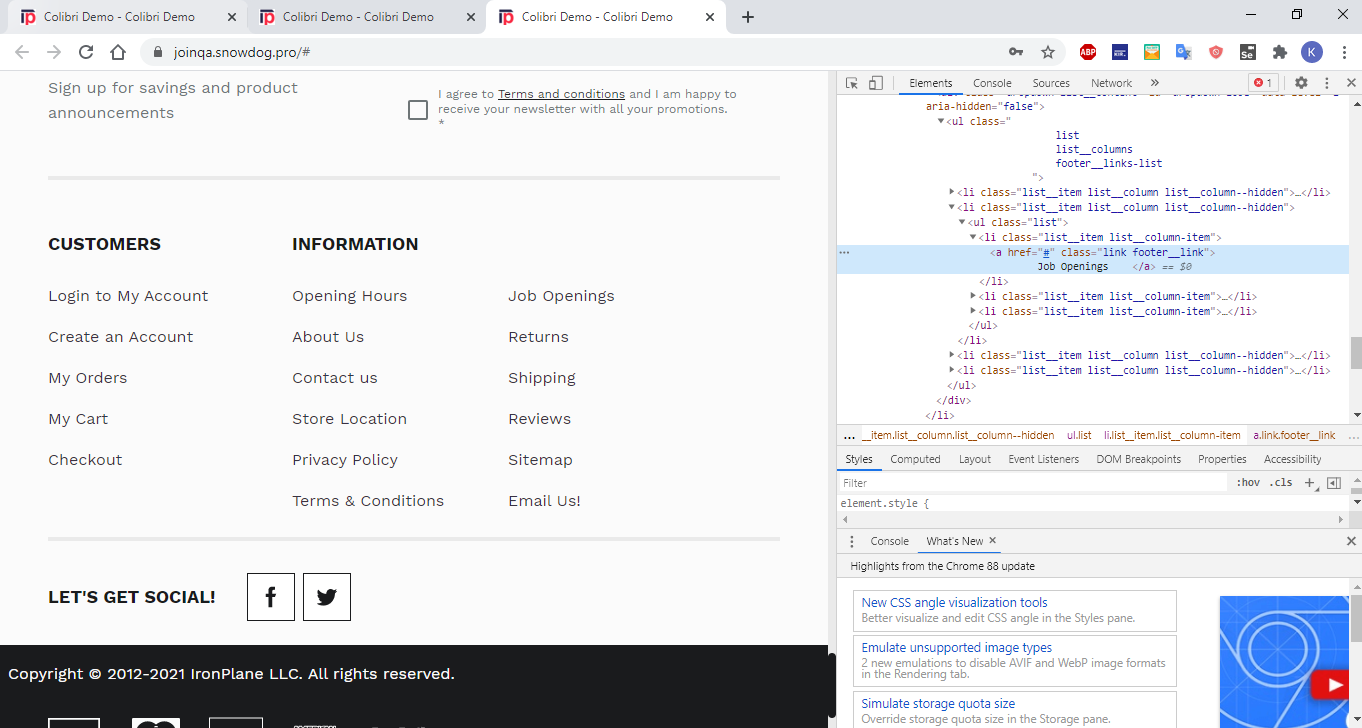 Colibri Demo - Colibri Demo
Colibri Demo - Colibri Demo
Colibri Demo - Colibri Demo
joinqa.snowdog.pro/#
ABP
Se
K
Sign up for savings and product
announcements
I agree to Terms and conditions and I am happy to
receive your newsletter with all your promotions.
*
CUSTOMERS
Login to My Account
Create an Account
My Orders
My Cart
Checkout
INFORMATION
Opening Hours
About Us
Contact us
Store Location
Privacy Policy
Terms & Conditions
Job Openings
Returns
Shipping
Reviews
Sitemap
Email Us!
LET'S GET SOCIAL!
Copyright © 2012-2021 IronPlane LLC. All rights reserved.
Elements
Console
Sources
Network
»
1
aria-hidden="false">
<ul class="
list
list__columns
footer__links-list
">
<li class="list__item list__column list__column--hidden">…</li>
<li class="list__item list__column list__column--hidden">
<ul class="list">
<li class="list__item list__column-item">
<a href="#" class="link footer__link">
Job Openings </a> == $0
</li>
<li class="list__item list__column-item">…</li>
<li class="list__item list__column-item">…</li>
</ul>
</li>
<li class="list__item list__column list__column--hidden">…</li>
<li class="list__item list__column list__column--hidden">…</li>
</ul>
</div>
</li>
... __item.list__column.list__column--hidden ul.list li.list__item.list__column-item a.link.footer__link ...
Styles Computed Layout Event Listeners DOM Breakpoints Properties Accessibility
Filter :hov .cls +
element.style {
Console What's New
Highlights from the Chrome 88 update
New CSS angle visualization tools
Better visualize and edit CSS angle in the Styles pane.
Emulate unsupported image types
2 new emulations to disable AVIF and WebP image formats
in the Rendering tab.
Simulate storage quota size
Override storage quota size in the Storage pane.